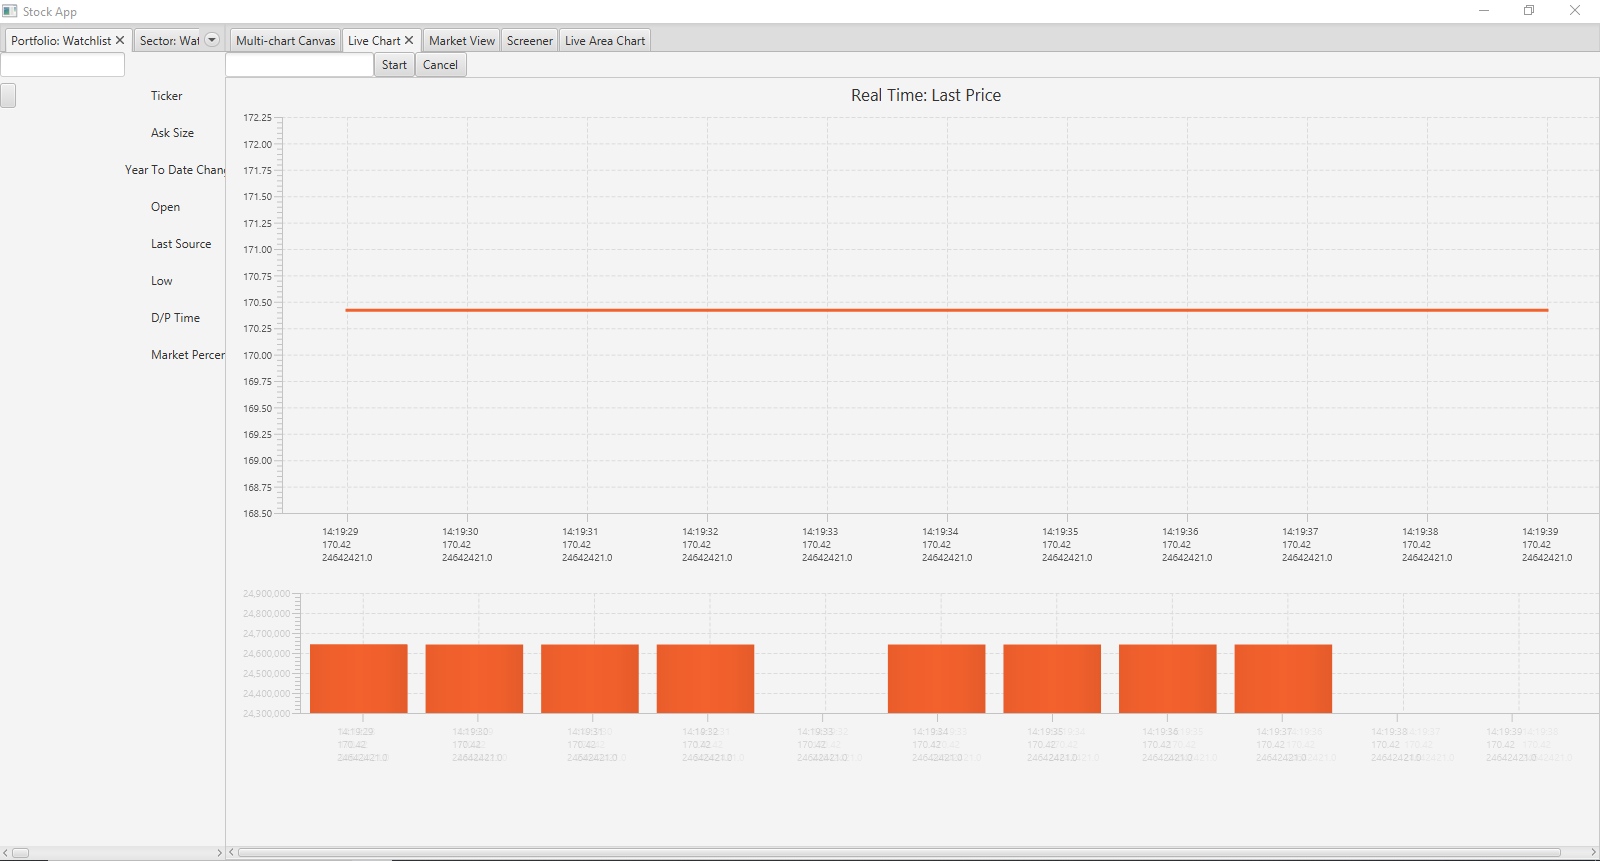 Stock App
Portfolio: Watchlist
Sector: Wat
Multi-chart Canvas
Live Chart
Market View
Screener
Live Area Chart
Start
Cancel
Ticker
Ask Size
Year To Date Chang
Open
Last Source
Low
D/P Time
Market Percer
Real Time: Last Price
172.25
172.00
171.75
171.50
171.25
171.00
170.75
170.50
170.25
170.00
169.75
169.50
169.25
169.00
168.75
168.50
14:19:29 14:19:30 14:19:31 14:19:32 14:19:33 14:19:34 14:19:35 14:19:36 14:19:37 14:19:38 14:19:39
170.42 170.42 170.42 170.42 170.42 170.42 170.42 170.42 170.42 170.42 170.42
24642421.0 24642421.0 24642421.0 24642421.0 24642421.0 24642421.0 24642421.0 24642421.0 24642421.0 24642421.0 24642421.0
24,900,000
24,800,000
24,700,000
24,600,000
24,500,000
24,400,000
24,300,000
14:19:29 14:19:30 14:19:31 14:19:32 14:19:33 14:19:34 14:19:35 14:19:36 14:19:37 14:19:38 14:19:39
170.42 170.42 170.42 170.42 170.42 170.42 170.42 170.42 170.42 170.42 170.42
24642421.0 24642421.0 24642421.0 24642421.0 24642421.0 24642421.0 24642421.0 24642421.0 24642421.0 24642421.0 24642421.0